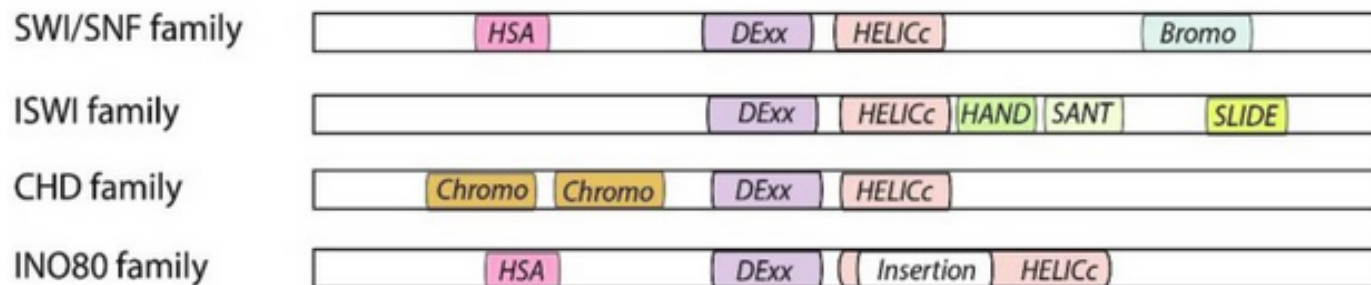 SWI/SNF family HSA DExx HELICc Bromo
ISWI family DExx HELICc HAND SANT SLIDE
CHD family Chromo Chromo DExx HELICc
INO80 family HSA DExx Insertion HELICc